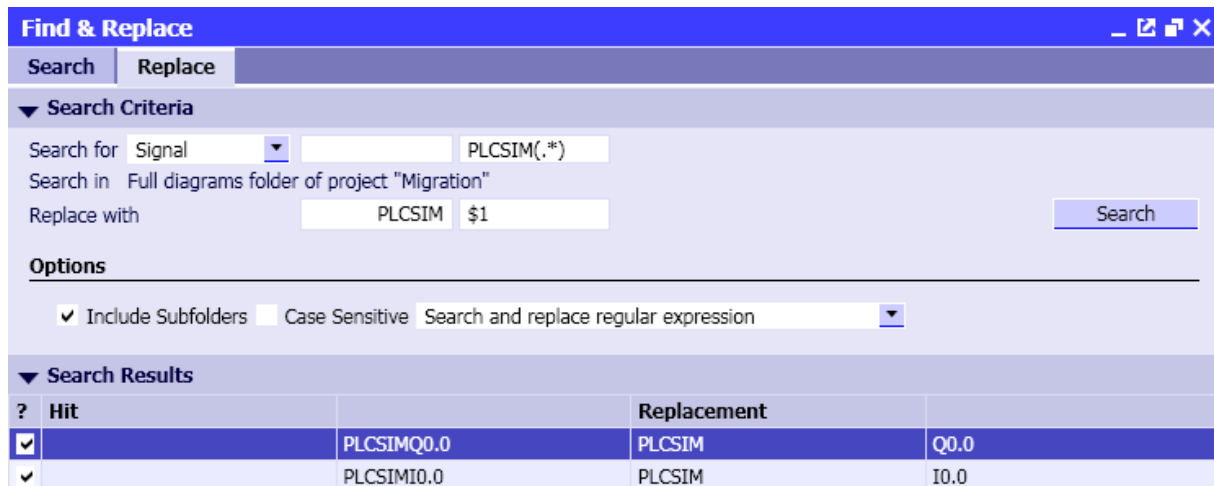 Find & Replace
Search Replace
Search Criteria
Search for Signal PLCSIM(.*)
Search in Full diagrams folder of project "Migration"
Replace with PLCSIM $1 Search
Options
Include Subfolders Case Sensitive Search and replace regular expression
Search Results
? Hit Replacement
PLCSIMQ0.0 PLCSIM Q0.0
PLCSIMI0.0 PLCSIM I0.0